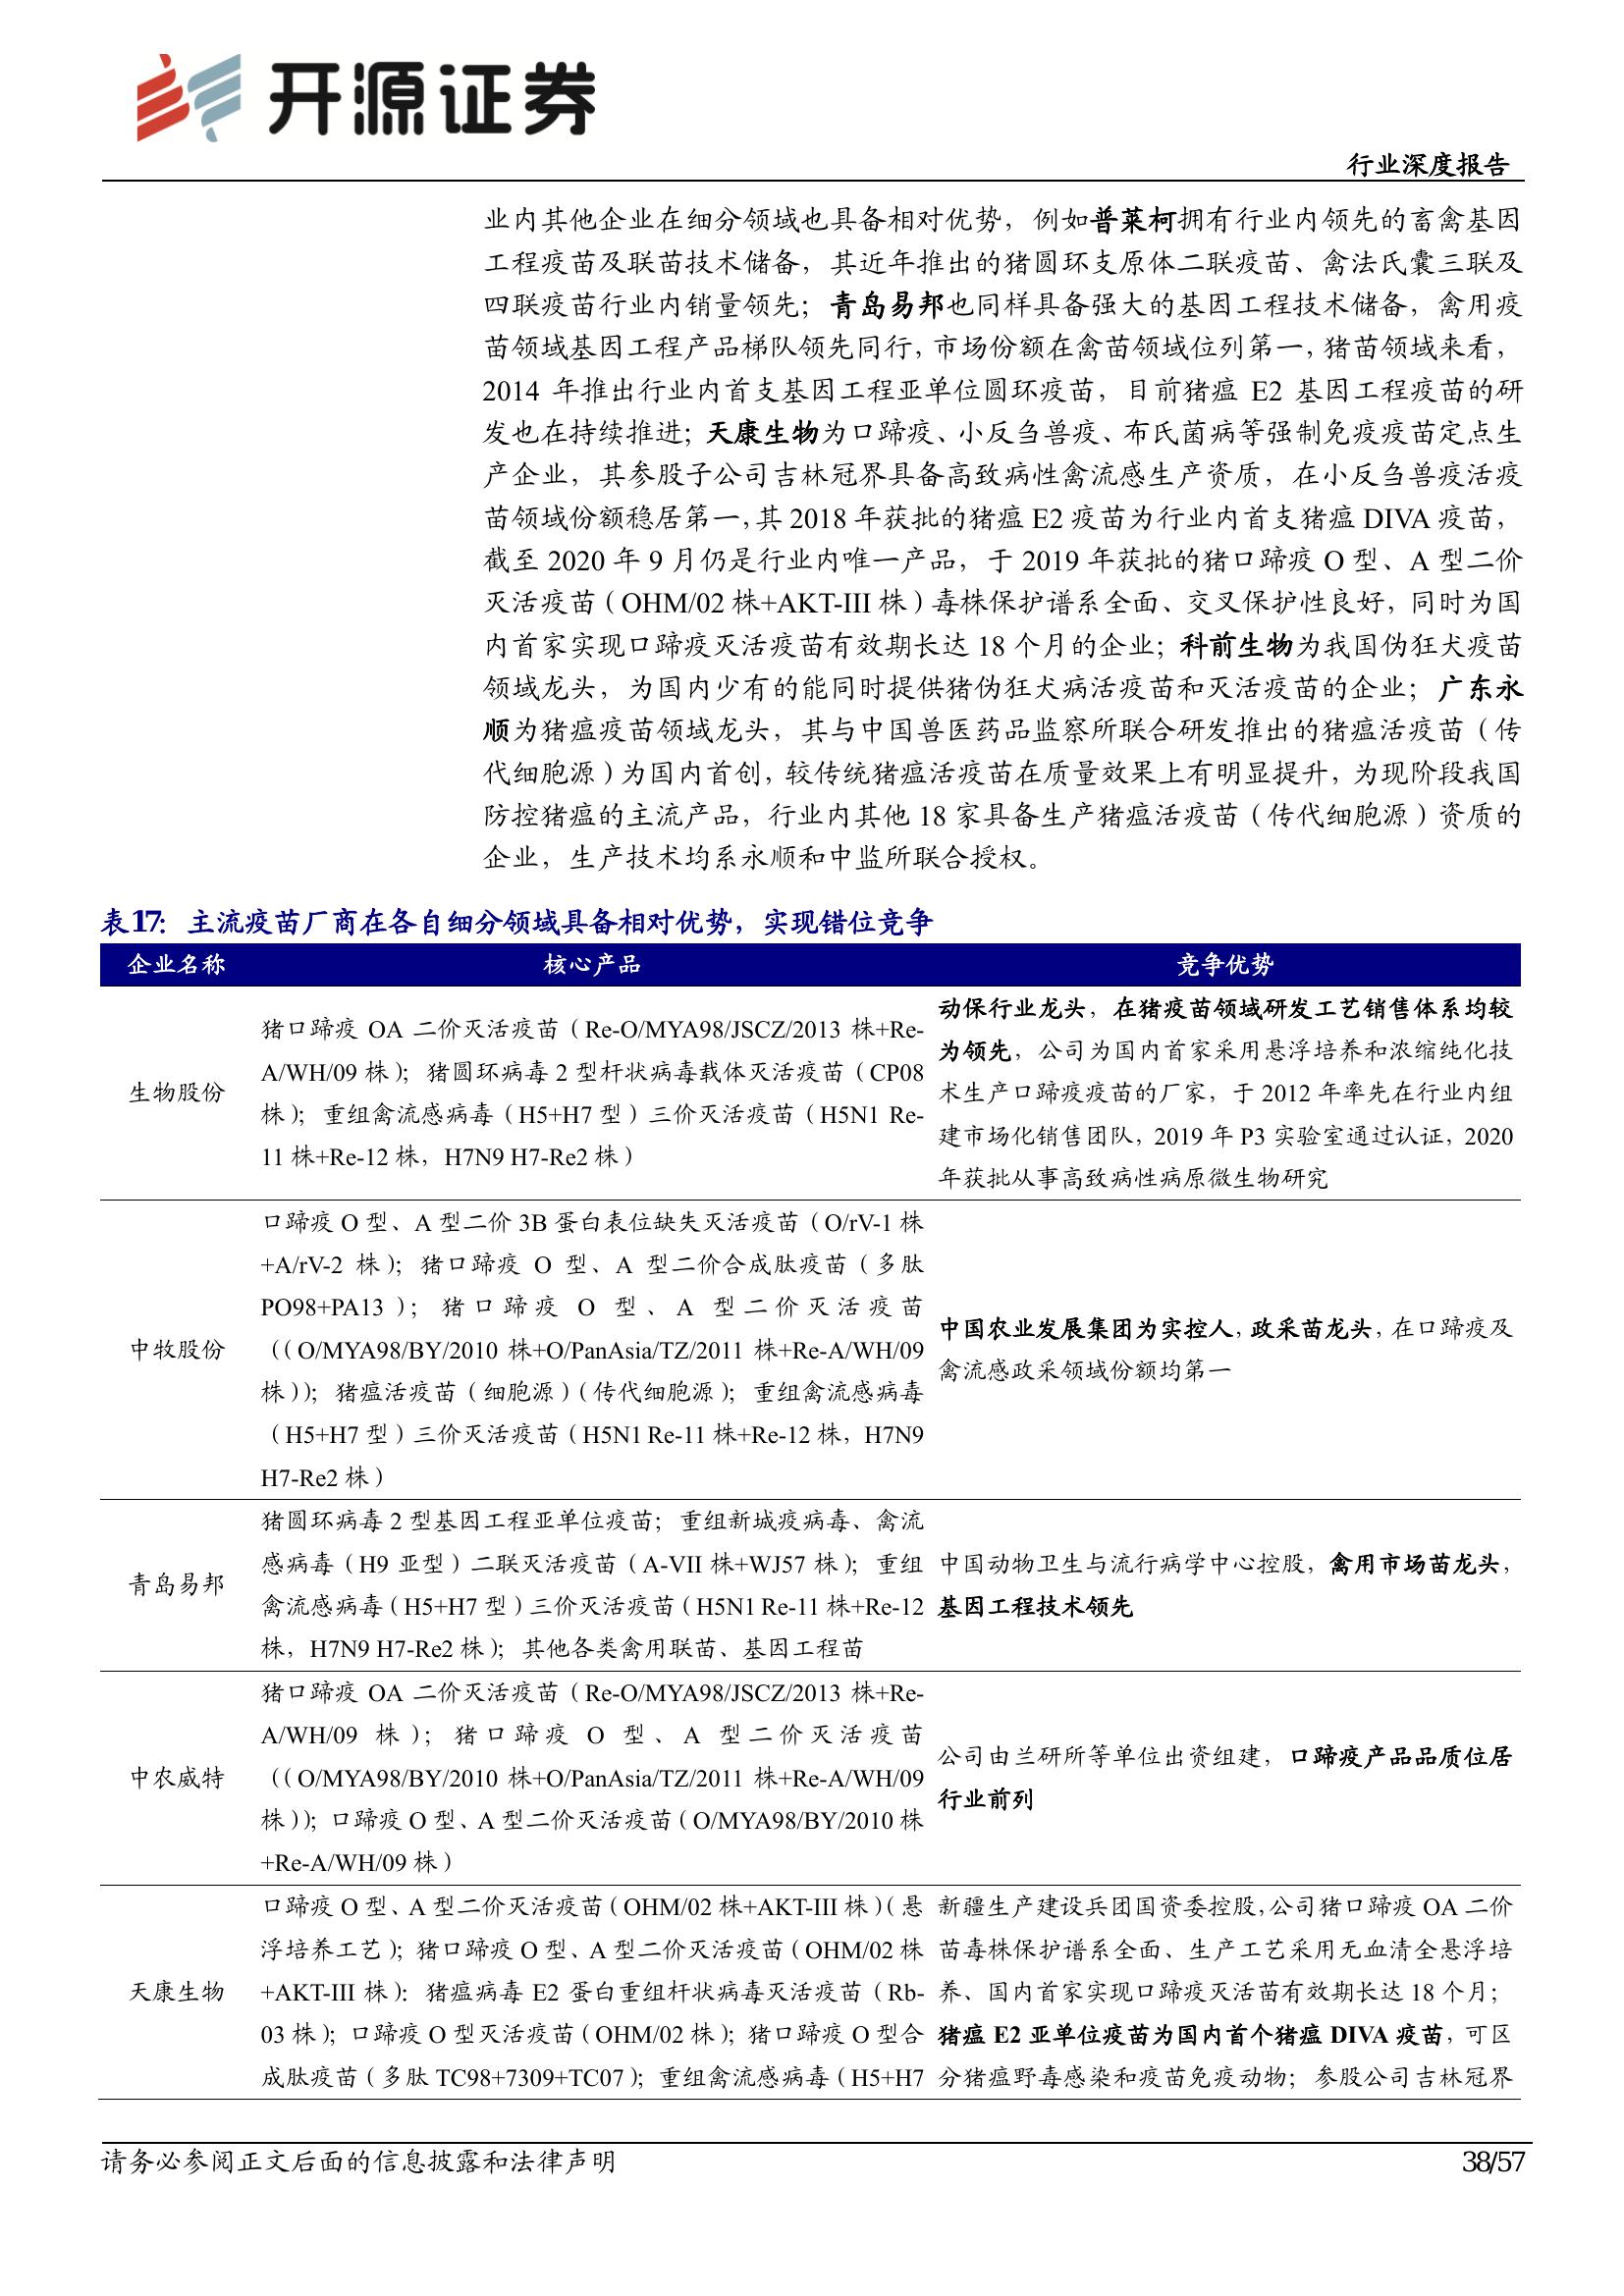 开源证券
行业深度报告
业内其他企业在细分领域也具备相对优势，例如普莱柯拥有行业内领先的畜禽基因
工程疫苗及联苗技术储备，其近年推出的猪圆环支原体二联疫苗、禽法氏囊三联及
四联疫苗行业内销量领先；青岛易邦也同样具备强大的基因工程技术储备，禽用疫
苗领域基因工程产品梯队领先同行，市场份额在禽苗领域位列第一，猪苗领域来看，
2014 年推出行业内首支基因工程亚单位圆环疫苗，目前猪瘟 E2 基因工程疫苗的研
发也在持续推进；天康生物为口蹄疫、小反刍兽疫、布氏菌病等强制免疫疫苗定点生
产企业，其参股子公司吉林冠界具备高致病性禽流感生产资质，在小反刍兽疫活疫
苗领域份额稳居第一，其 2018 年获批的猪瘟 E2 疫苗为行业内首支猪瘟 DIVA 疫苗，
截至 2020 年 9 月仍是行业内唯一产品，于 2019 年获批的猪口蹄疫 O 型、A 型二价
灭活疫苗（OHM/02 株+AKT-III 株）毒株保护谱系全面、交叉保护性良好，同时为国
内首家实现口蹄疫灭活疫苗有效期长达 18 个月的企业；科前生物为我国伪狂犬疫苗
领域龙头，为国内少有的能同时提供猪伪狂犬病活疫苗和灭活疫苗的企业；广东永
顺为猪瘟疫苗领域龙头，其与中国兽医药品监察所联合研发推出的猪瘟活疫苗（传
代细胞源）为国内首创，较传统猪瘟活疫苗在质量效果上有明显提升，为现阶段我国
防控猪瘟的主流产品，行业内其他 18 家具备生产猪瘟活疫苗（传代细胞源）资质的
企业，生产技术均系永顺和中监所联合授权。
表17：主流疫苗厂商在各自细分领域具备相对优势，实现错位竞争
企业名称 核心产品 竞争优势
生物股份
猪口蹄疫 OA 二价灭活疫苗（Re-O/MYA98/JSCZ/2013 株+Re-
A/WH/09 株）；猪圆环病毒 2 型杆状病毒载体灭活疫苗（CP08
株）；重组禽流感病毒（H5+H7 型）三价灭活疫苗（H5N1 Re-
11 株+Re-12 株，H7N9 H7-Re2 株）
动保行业龙头，在猪疫苗领域研发工艺销售体系均较
为领先，公司为国内首家采用悬浮培养和浓缩纯化技
术生产口蹄疫疫苗的厂家，于 2012 年率先在行业内组
建市场化销售团队，2019 年 P3 实验室通过认证，2020
年获批从事高致病性病原微生物研究
中牧股份
口蹄疫 O 型、A 型二价 3B 蛋白表位缺失灭活疫苗（O/rV-1 株
+A/rV-2 株）；猪口蹄疫 O 型、A 型二价合成肽疫苗（多肽
PO98+PA13）；猪口蹄疫 O 型、A 型二价灭活疫苗
（（O/MYA98/BY/2010 株+O/PanAsia/TZ/2011 株+Re-A/WH/09
株））；猪瘟活疫苗（细胞源）（传代细胞源）；重组禽流感病毒
（H5+H7 型）三价灭活疫苗（H5N1 Re-11 株+Re-12 株，H7N9
H7-Re2 株）
中国农业发展集团为实控人，政采苗龙头，在口蹄疫及
禽流感政采领域份额均第一
青岛易邦
猪圆环病毒 2 型基因工程亚单位疫苗；重组新城疫病毒、禽流
感病毒（H9 亚型）二联灭活疫苗（A-VII 株+WJ57 株）；重组
禽流感病毒（H5+H7 型）三价灭活疫苗（H5N1 Re-11 株+Re-12
株，H7N9 H7-Re2 株）；其他各类禽用联苗、基因工程苗
中国动物卫生与流行病学中心控股，禽用市场苗龙头，
基因工程技术领先
中农威特
猪口蹄疫 OA 二价灭活疫苗（Re-O/MYA98/JSCZ/2013 株+Re-
A/WH/09 株）；猪口蹄疫 O 型、A 型二价灭活疫苗
（（O/MYA98/BY/2010 株+O/PanAsia/TZ/2011 株+Re-A/WH/09
株））；口蹄疫 O 型、A 型二价灭活疫苗（O/MYA98/BY/2010 株
+Re-A/WH/09 株）
公司由兰研所等单位出资组建，口蹄疫产品品质位居
行业前列
天康生物
口蹄疫 O 型、A 型二价灭活疫苗（OHM/02 株+AKT-III 株）（悬
浮培养工艺）；猪口蹄疫 O 型、A 型二价灭活疫苗（OHM/02 株
+AKT-III 株）：猪瘟病毒 E2 蛋白重组杆状病毒灭活疫苗（Rb-
03 株）；口蹄疫 O 型灭活疫苗（OHM/02 株）；猪口蹄疫 O 型合
成肽疫苗（多肽 TC98+7309+TC07）；重组禽流感病毒（H5+H7
新疆生产建设兵团国资委控股，公司猪口蹄疫 OA 二价
苗毒株保护谱系全面、生产工艺采用无血清全悬浮培
养、国内首家实现口蹄疫灭活苗有效期长达 18 个月；
猪瘟 E2 亚单位疫苗为国内首个猪瘟 DIVA 疫苗，可区
分猪瘟野毒感染和疫苗免疫动物；参股公司吉林冠界
请务必参阅正文后面的信息披露和法律声明
38/57